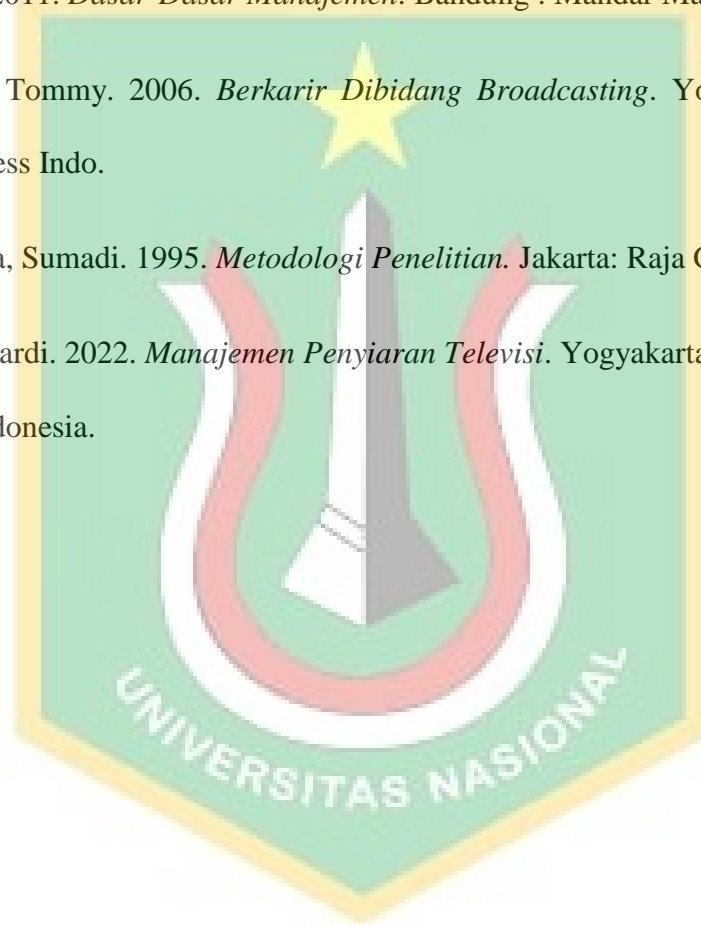 2011. Dasar-Dasar Manajemen. Bandung : Mandar Ma
Tommy. 2006. Berkarir Dibidang Broadcasting. Yo
ess Indo.
a, Sumadi. 1995. Metodologi Penelitian. Jakarta: Raja
ardi. 2022. Manajemen Penyiaran Televisi. Yogyakarta
donesia.
UNIVERSITAS NASIONAL